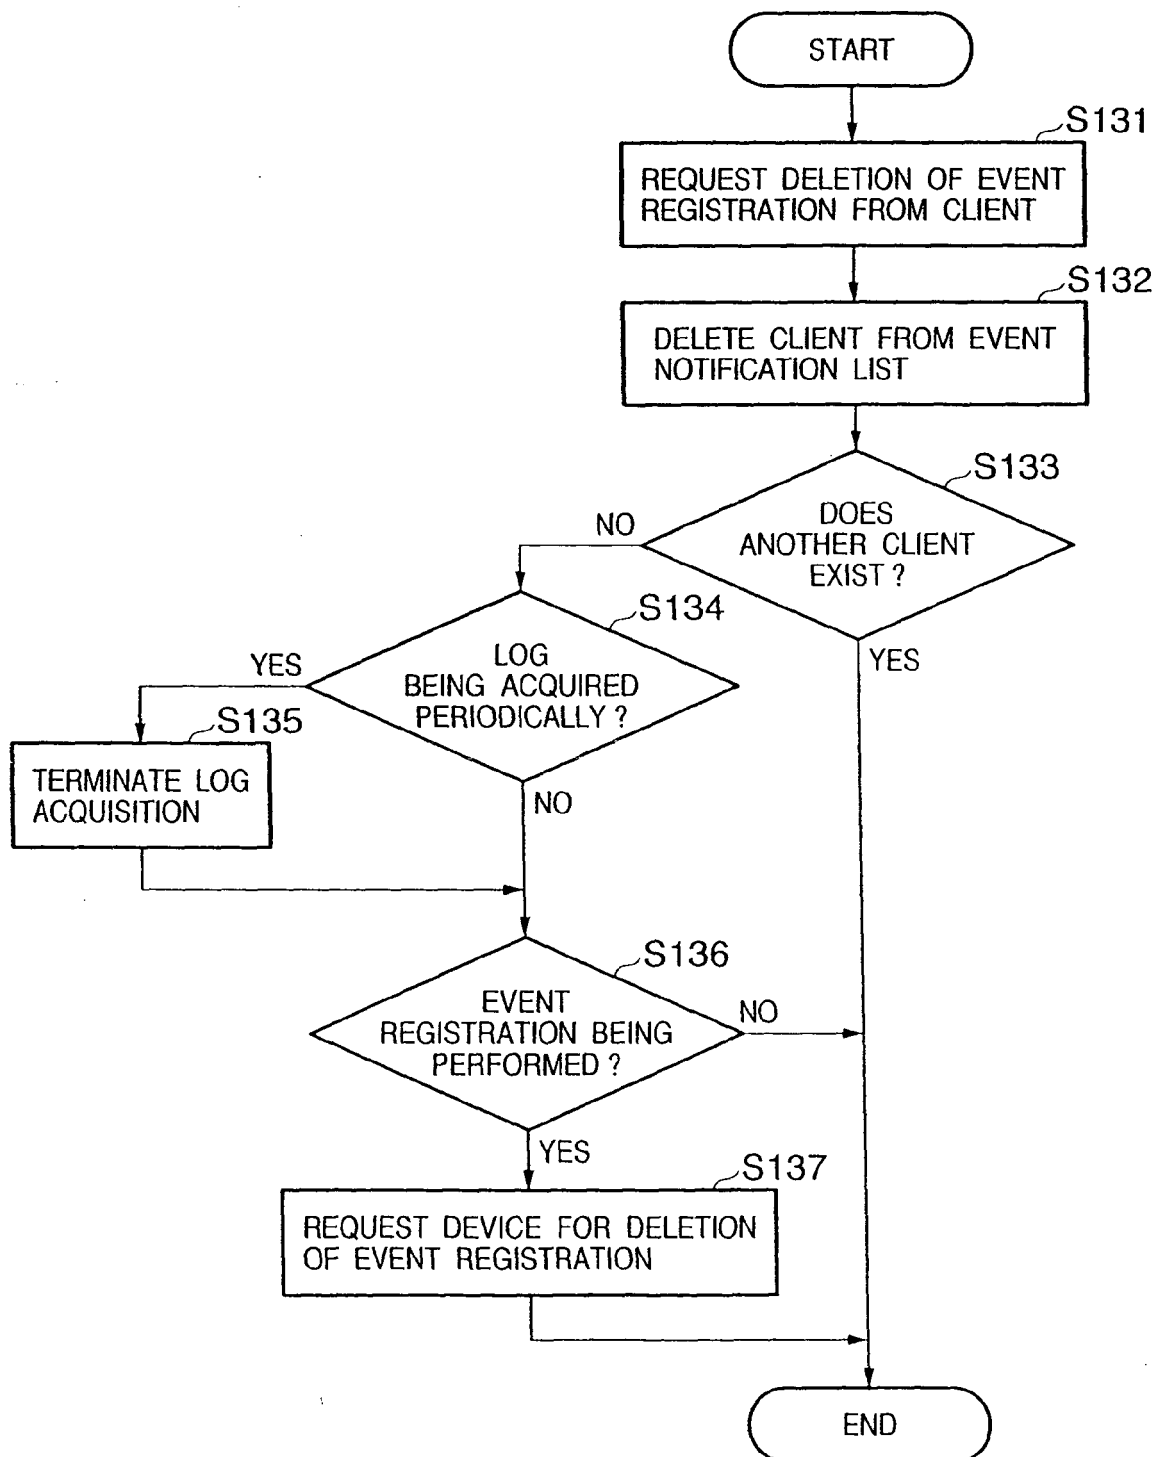 START
S131
REQUEST DELETION OF EVENT
REGISTRATION FROM CLIENT
S132
DELETE CLIENT FROM EVENT
NOTIFICATION LIST
S133
DOES
ANOTHER CLIENT
EXIST ?
NO
YES
S134
LOG
BEING ACQUIRED
PERIODICALLY ?
YES
NO
S135
TERMINATE LOG
ACQUISITION
S136
EVENT
REGISTRATION BEING
PERFORMED ?
NO
YES
S137
REQUEST DEVICE FOR DELETION
OF EVENT REGISTRATION
END